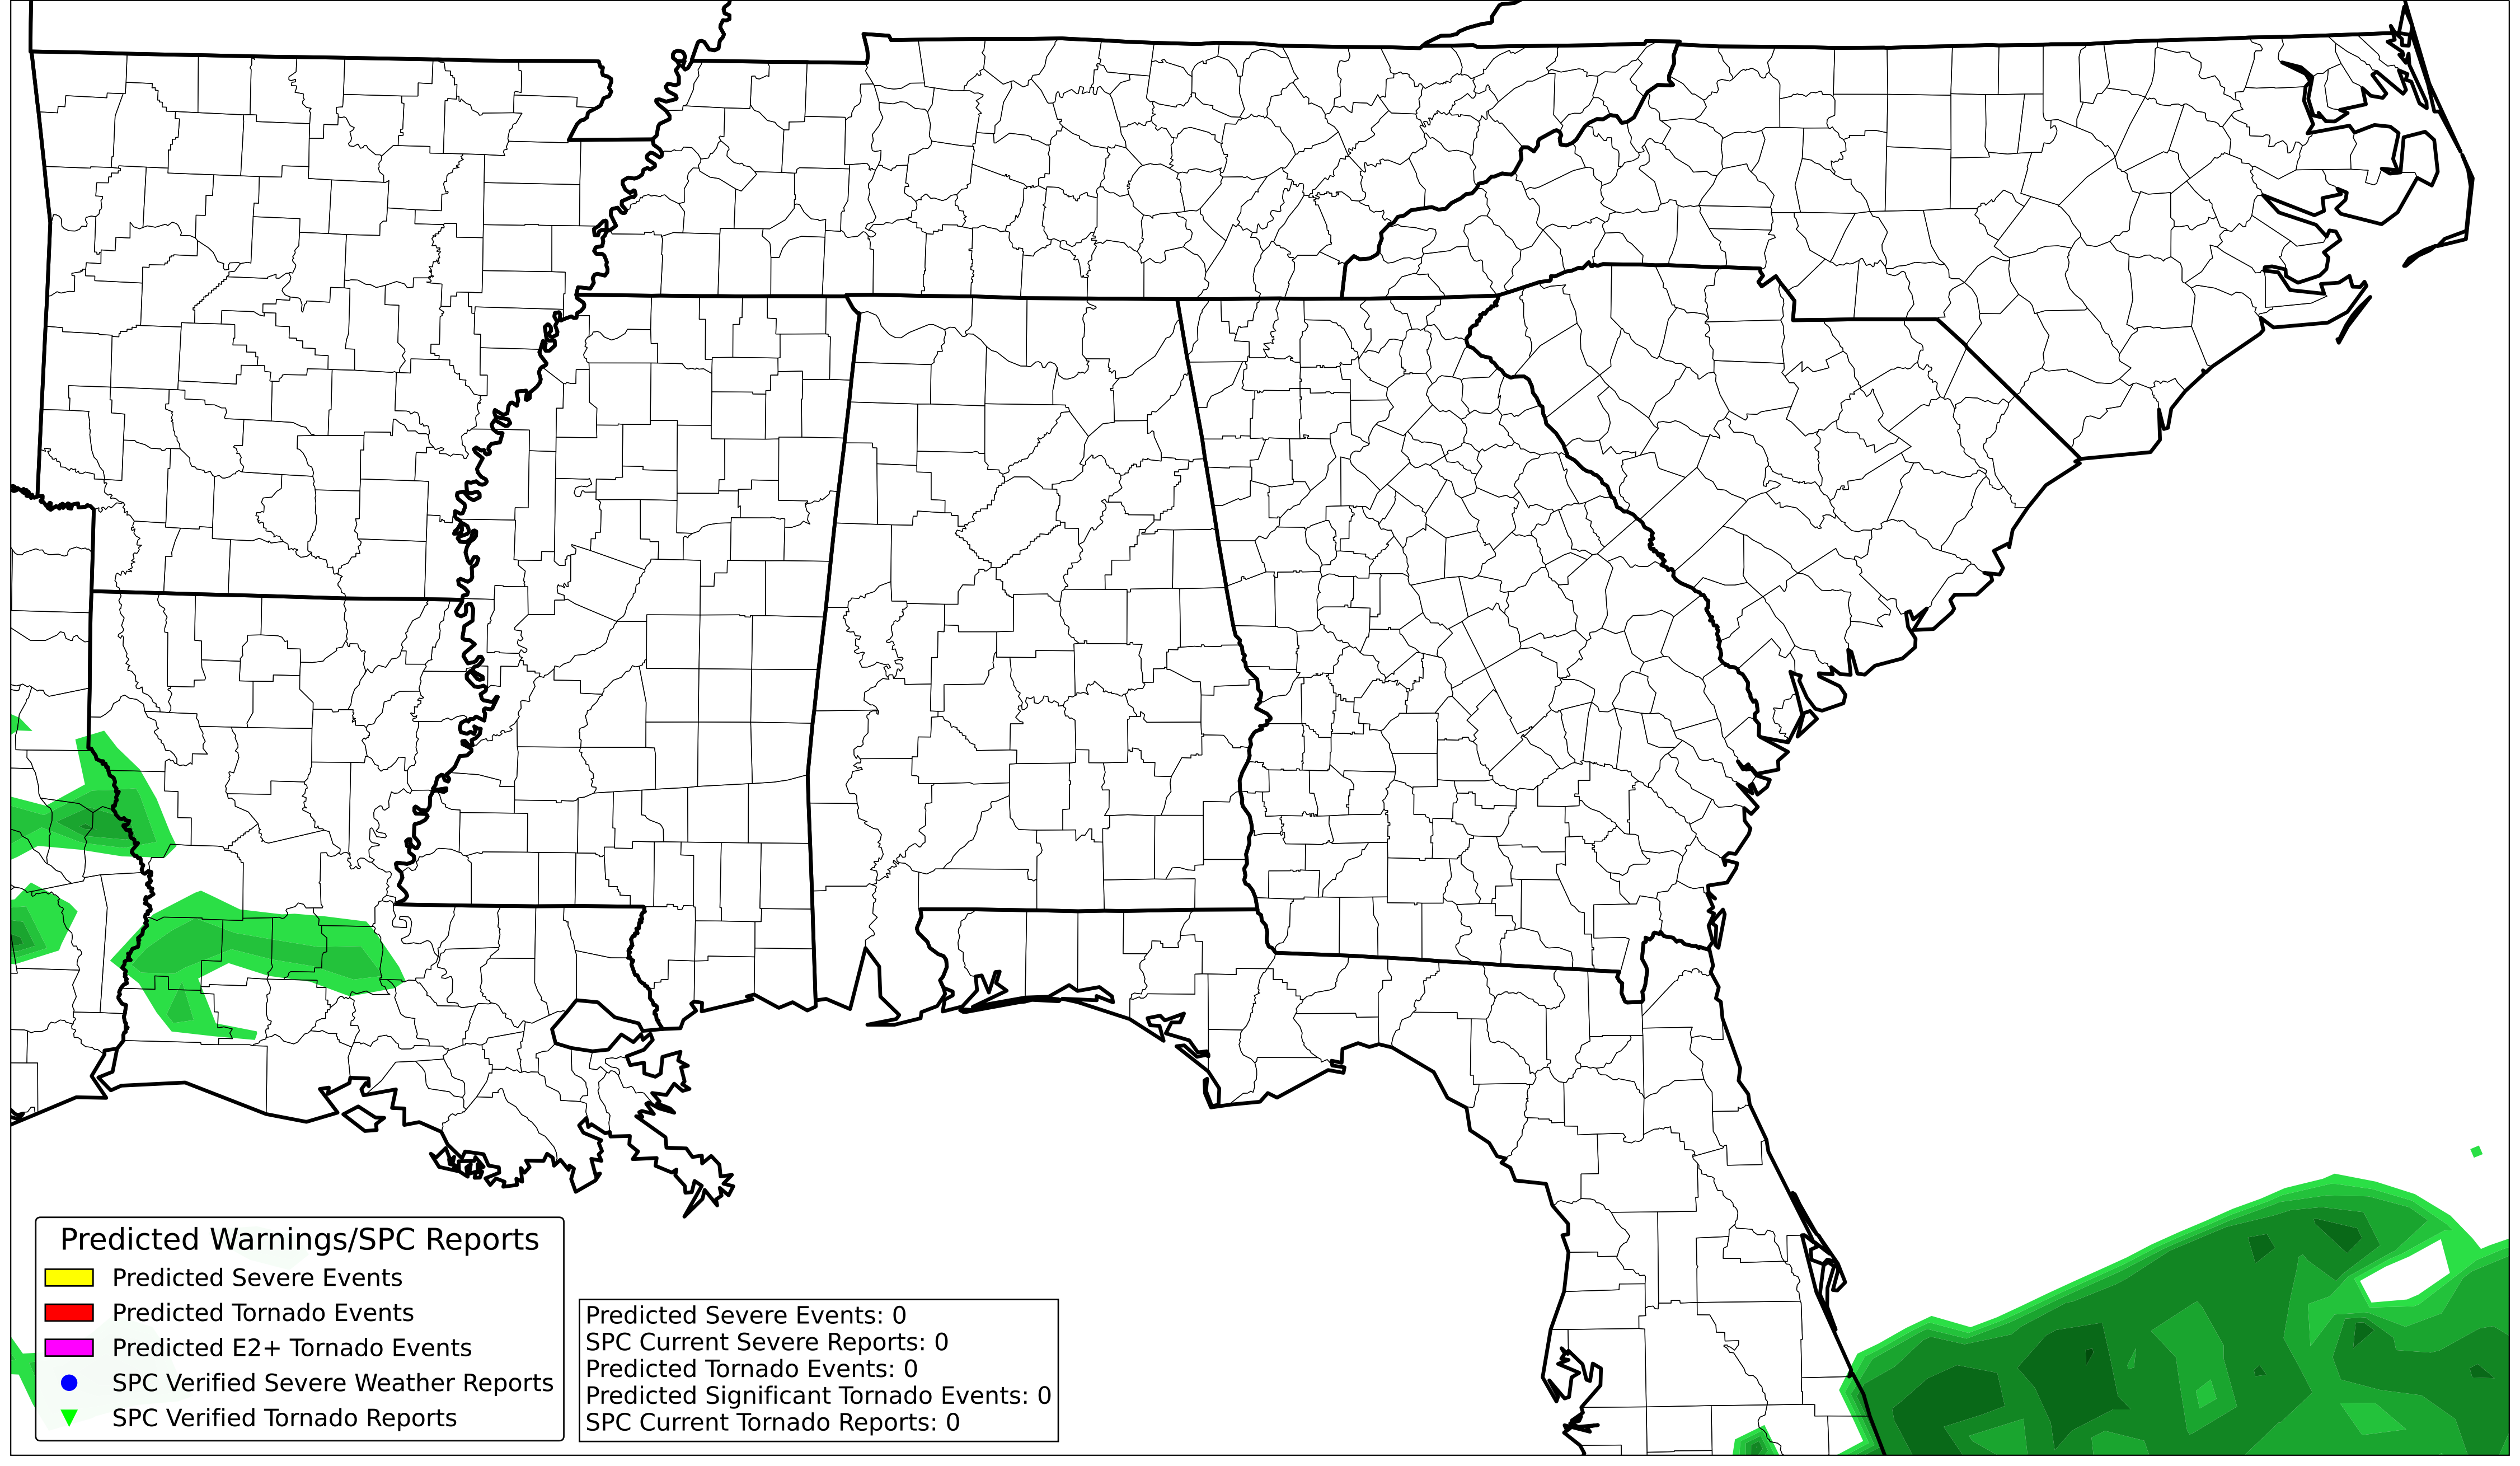 Predicted Warnings/SPC Reports
Predicted Severe Events
Predicted Tornado Events
Predicted E2+ Tornado Events
SPC Verified Severe Weather Reports
SPC Verified Tornado Reports
Predicted Severe Events: 0
SPC Current Severe Reports: 0
Predicted Tornado Events: 0
Predicted Significant Tornado Events: 0
SPC Current Tornado Reports: 0